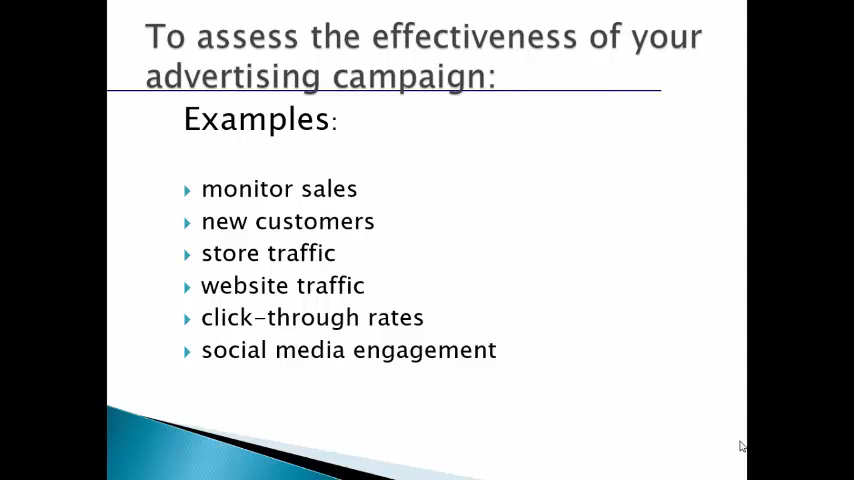 To assess the effectiveness of your
advertising campaign:
Examples:
monitor sales
new customers
store traffic
website traffic
click-through rates
social media engagement